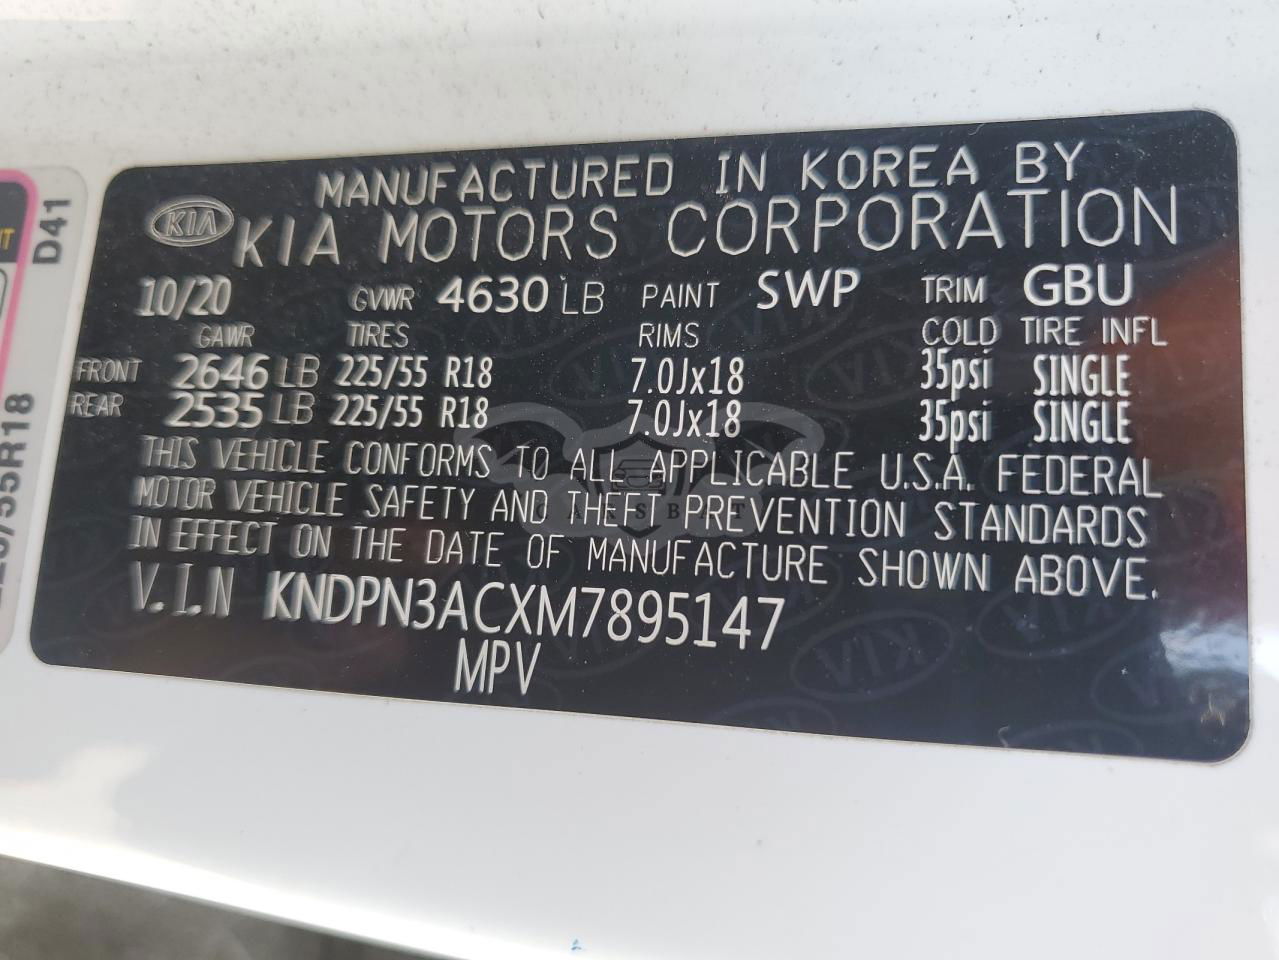 MANUFACTURED IN KOREA BY
KIA KIA MOTORS CORPORATION
10/20 GVWR 4630 LB PAINT SWP TRIM GBU
GAWR TIRES RIMS COLD TIRE INFL
FRONT 2646 LB 225/55 R18 7.0Jx18 35psi SINGLE
REAR 2535 LB 225/55 R18 7.0Jx18 35psi SINGLE
THIS VEHICLE CONFORMS TO ALL APPLICABLE U.S.A. FEDERAL
MOTOR VEHICLE SAFETY AND THEFT PREVENTION STANDARDS
IN EFFECT ON THE DATE OF MANUFACTURE SHOWN ABOVE.
V.I.N KNDPN3ACXM7895147
MPV
D41
CARSBAT